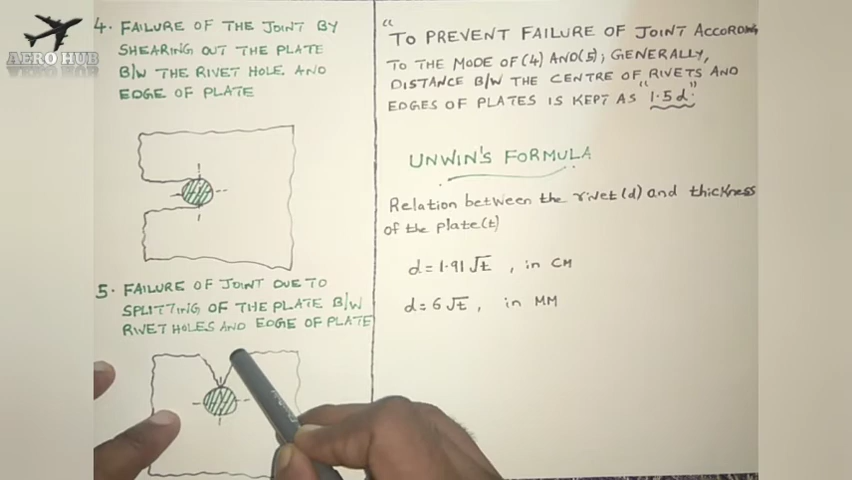 AERO HUB
4. FAILURE OF THE JOINT BY
SHEARING OUT THE PLATE
B/W THE RIVET HOLE. AND
EDGE OF PLATE
5. FAILURE OF JOINT DUE TO
SPLITTING OF THE PLATE B/W
RIVET HOLES AND EDGE OF PLATE
"TO PREVENT FAILURE OF JOINT ACCORDING
TO THE MODE OF (4) AND (5); GENERALLY,
DISTANCE B/W THE CENTRE OF RIVETS AND
EDGES OF PLATES IS KEPT AS "1.5 d."
UNWIN'S FORMULA
Relation between the rivet (d) and thickness
of the plate (t)
d = 1.91 √t , in CM
d = 6 √t , in MM